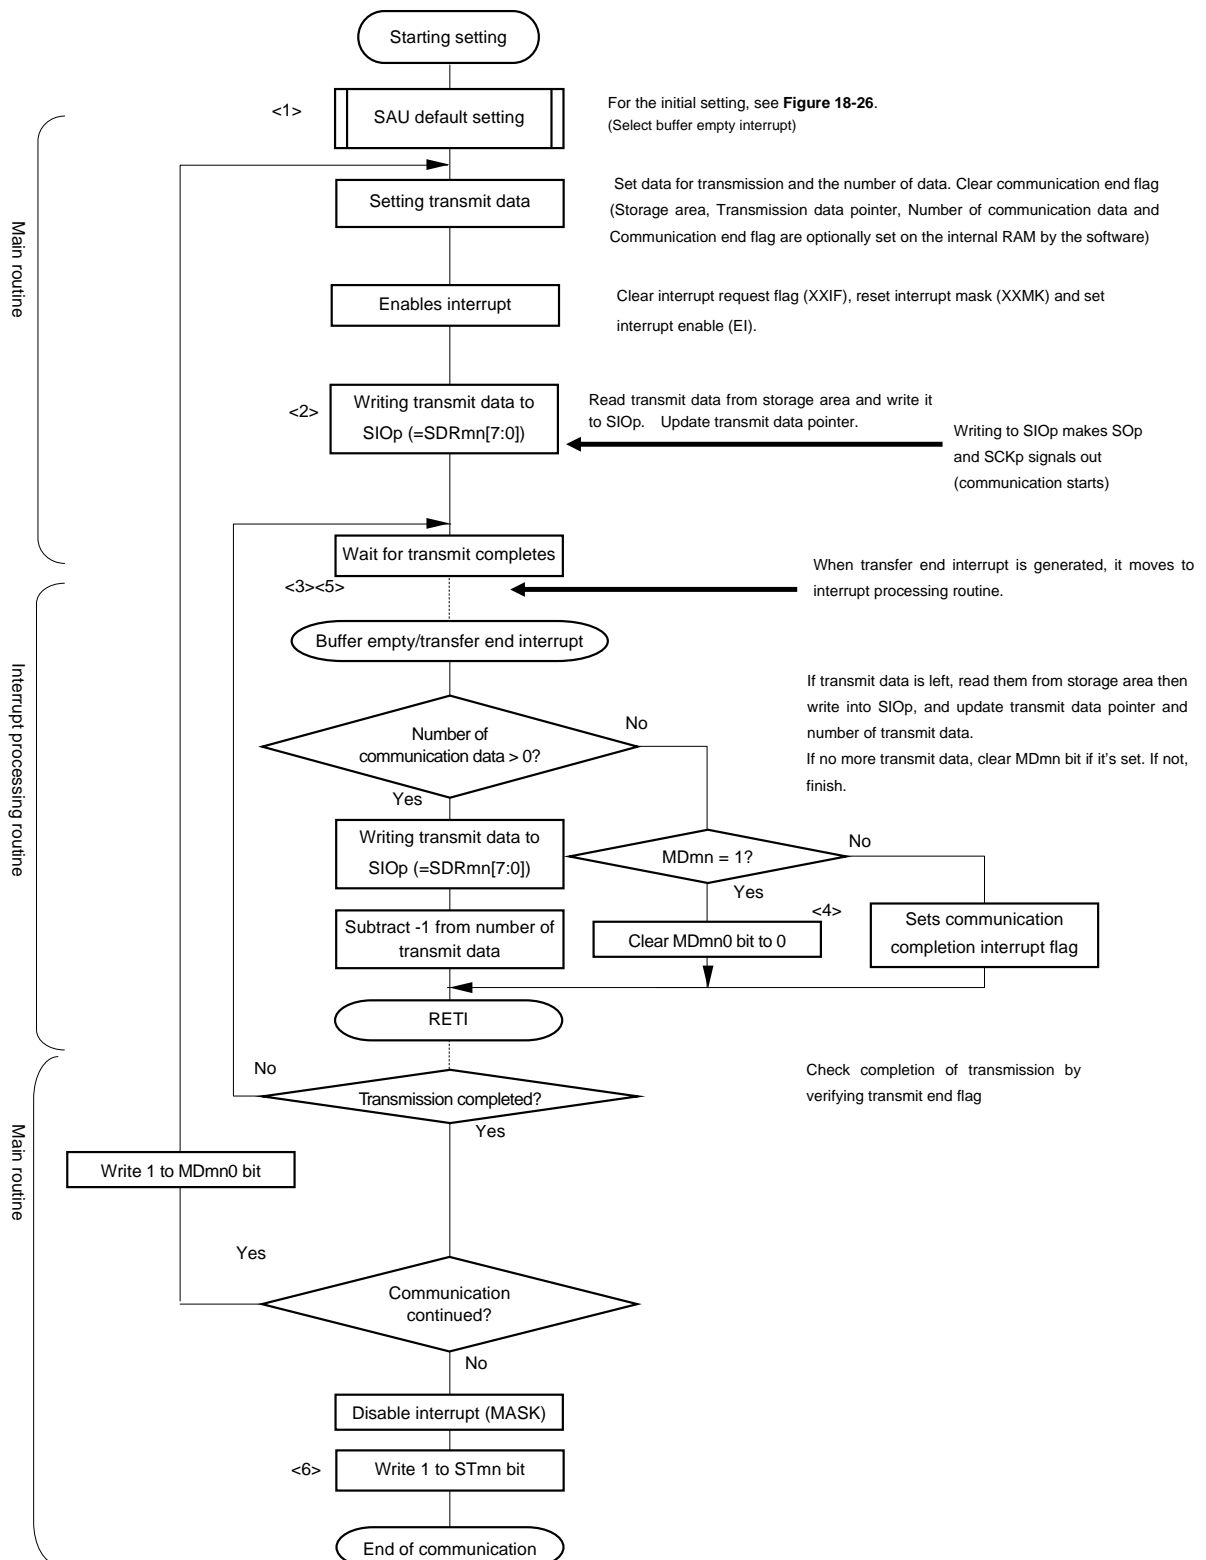 Starting setting
<1>
SAU default setting
For the initial setting, see Figure 18-26.
(Select buffer empty interrupt)
Main routine
Setting transmit data
Set data for transmission and the number of data. Clear communication end flag
(Storage area, Transmission data pointer, Number of communication data and
Communication end flag are optionally set on the internal RAM by the software)
Enables interrupt
Clear interrupt request flag (XXIF), reset interrupt mask (XXMK) and set
interrupt enable (EI).
<2>
Writing transmit data to
SIOp (=SDRmn[7:0])
Read transmit data from storage area and write it
to SIOp. Update transmit data pointer.
Writing to SIOp makes SOp
and SCKp signals out
(communication starts)
Wait for transmit completes
<3><5>
When transfer end interrupt is generated, it moves to
interrupt processing routine.
Interrupt processing routine
Buffer empty/transfer end interrupt
Number of
communication data > 0?
No
Yes
If transmit data is left, read them from storage area then
write into SIOp, and update transmit data pointer and
number of transmit data.
If no more transmit data, clear MDmn bit if it's set. If not,
finish.
Writing transmit data to
SIOp (=SDRmn[7:0])
MDmn = 1?
No
Yes
<4>
Subtract -1 from number of
transmit data
Clear MDmn0 bit to 0
Sets communication
completion interrupt flag
RETI
Main routine
No
Transmission completed?
Yes
Check completion of transmission by
verifying transmit end flag
Write 1 to MDmn0 bit
Yes
Communication
continued?
No
Disable interrupt (MASK)
<6>
Write 1 to STmn bit
End of communication